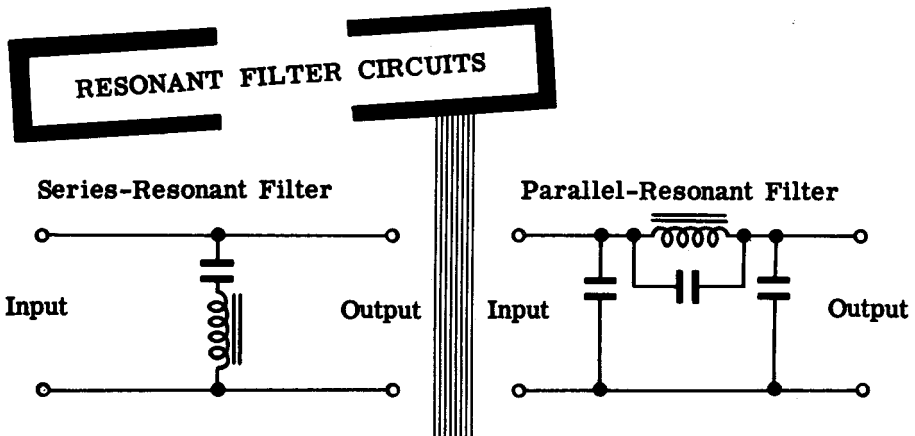 RESONANT FILTER CIRCUITS
Series-Resonant Filter
Input
Output
Parallel-Resonant Filter
Input
Output